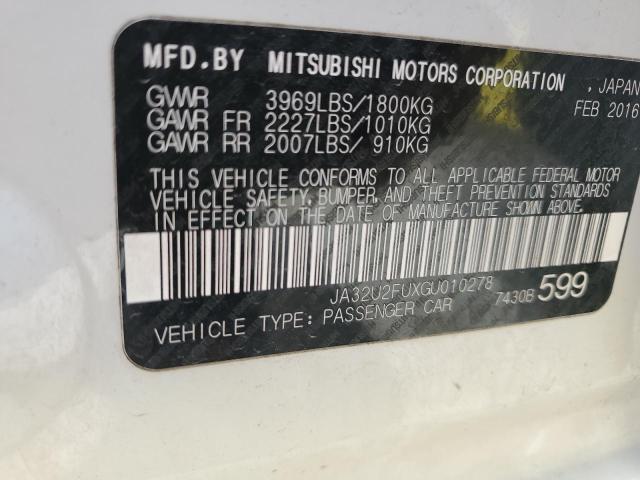 MFD.BY MITSUBISHI MOTORS CORPORATION , JAPAN
FEB 2016
GVWR 3969LBS/1800KG
GAWR FR 2227LBS/1010KG
GAWR RR 2007LBS/ 910KG
THIS VEHICLE CONFORMS TO ALL APPLICABLE FEDERAL MOTOR
VEHICLE SAFETY, BUMPER, AND THEFT PREVENTION STANDARDS
IN EFFECT ON THE DATE OF MANUFACTURE SHOWN ABOVE.
JA32U2FUXGU010278
7430B 599
VEHICLE TYPE: PASSENGER CAR